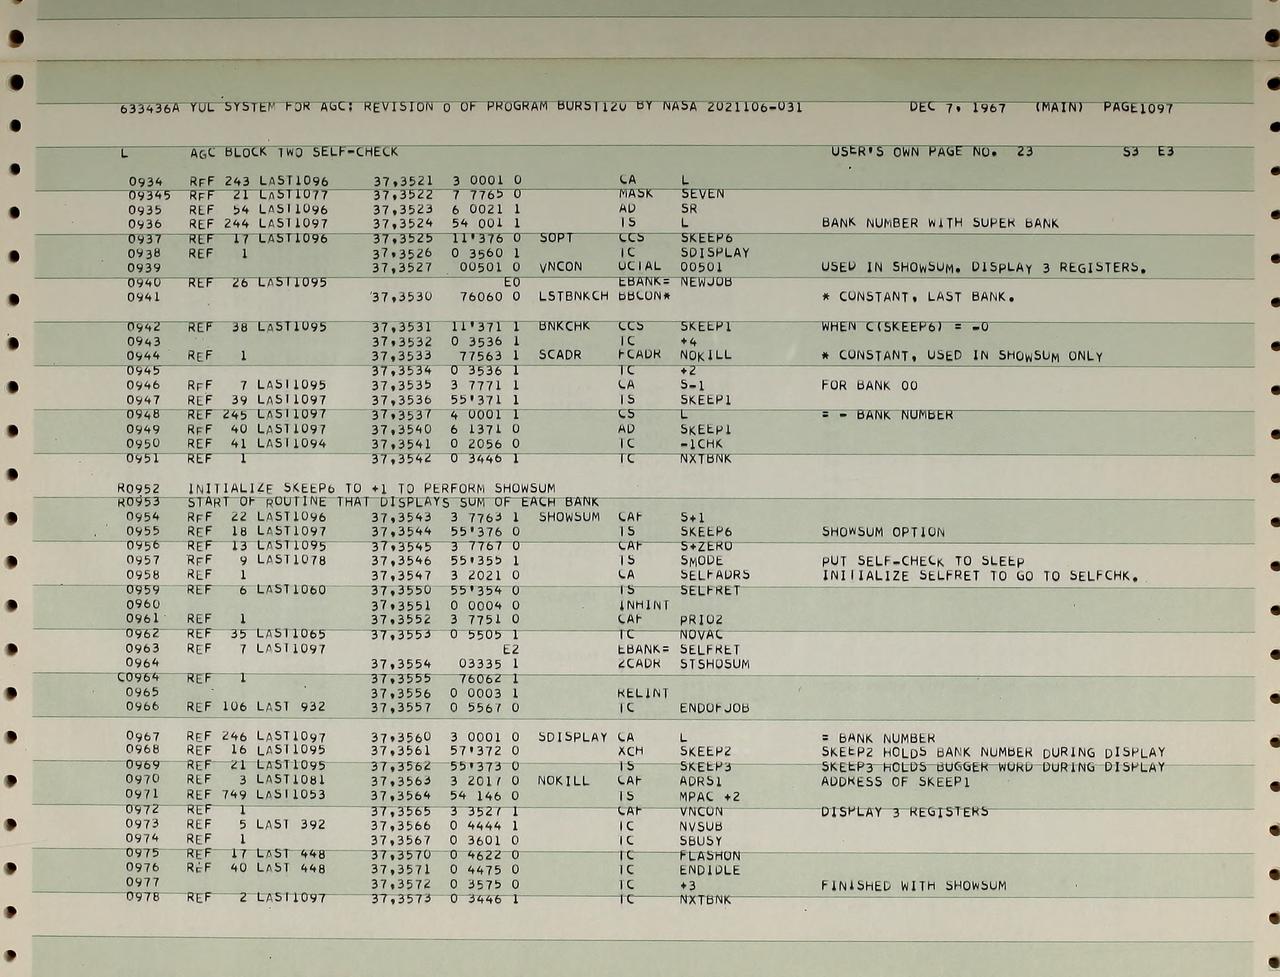 633436A YUL SYSTEM FOR AGC: REVISION 0 OF PROGRAM BURST120 BY NASA 2021106-031 DEC 7, 1967 (MAIN) PAGE1097
L AGC BLOCK TWO SELF-CHECK USER'S OWN PAGE NO. 23 S3 E3
0934 REF 243 LAST1096 37,3521 3 0001 0 CA L
09345 REF 21 LAST1077 37,3522 7 7765 0 MASK SEVEN
0935 REF 54 LAST1096 37,3523 6 0021 1 AD SR
0936 REF 244 LAST1097 37,3524 54 001 1 TS L BANK NUMBER WITH SUPER BANK
0937 REF 17 LAST1096 37,3525 11'376 0 SOPT CCS SKEEP6
0938 REF 1 37,3526 0 3560 1 TC SDISPLAY
0939 37,3527 00501 0 VNCON OCTAL 00501 USED IN SHOWSUM. DISPLAY 3 REGISTERS.
0940 REF 26 LAST1095 E0 EBANK= NEWJOB
0941 37,3530 76060 0 LSTBNKCH BBCON* * CONSTANT, LAST BANK.
0942 REF 38 LAST1095 37,3531 11'371 1 BNKCHK CCS SKEEP1 WHEN C(SKEEP6) = -0
0943 37,3532 0 3536 1 TC +4
0944 REF 1 37,3533 77563 1 SCADR FCADR NOKILL * CONSTANT, USED IN SHOWSUM ONLY
0945 37,3534 0 3536 1 TC +2
0946 REF 7 LAST1095 37,3535 3 7771 1 CA S-1 FOR BANK 00
0947 REF 39 LAST1097 37,3536 55'371 1 TS SKEEP1
0948 REF 245 LAST1097 37,3537 4 0001 1 CS L = - BANK NUMBER
0949 REF 40 LAST1097 37,3540 6 1371 0 AD SKEEP1
0950 REF 41 LAST1094 37,3541 0 2056 0 TC -1CHK
0951 REF 1 37,3542 0 3446 1 TC NXTBNK
R0952 INITIALIZE SKEEP6 TO +1 TO PERFORM SHOWSUM
R0953 START OF ROUTINE THAT DISPLAYS SUM OF EACH BANK
0954 REF 22 LAST1096 37,3543 3 7763 1 SHOWSUM CAF S+1
0955 REF 18 LAST1097 37,3544 55'376 0 TS SKEEP6 SHOWSUM OPTION
0956 REF 13 LAST1095 37,3545 3 7767 0 CAF S+ZERO
0957 REF 9 LAST1078 37,3546 55'355 1 TS SMODE PUT SELF-CHECK TO SLEEP
0958 REF 1 37,3547 3 2021 0 CA SELFADRS INITIALIZE SELFRET TO GO TO SELFCHK.
0959 REF 6 LAST1060 37,3550 55'354 0 TS SELFRET
0960 37,3551 0 0004 0 INHINT
0961 REF 1 37,3552 3 7751 0 CAF PRIO2
0962 REF 35 LAST1065 37,3553 0 5505 1 TC NOVAC
0963 REF 7 LAST1097 E2 EBANK= SELFRET
0964 37,3554 03335 1 2CADR STSHOSUM
C0964 REF 1 37,3555 76062 1
0965 37,3556 0 0003 1 RELINT
0966 REF 106 LAST 932 37,3557 0 5567 0 TC ENDOFJOB
0967 REF 246 LAST1097 37,3560 3 0001 0 SDISPLAY CA L = BANK NUMBER
0968 REF 16 LAST1095 37,3561 57'372 0 XCH SKEEP2 SKEEP2 HOLDS BANK NUMBER DURING DISPLAY
0969 REF 21 LAST1095 37,3562 55'373 0 TS SKEEP3 SKEEP3 HOLDS BUGGER WORD DURING DISPLAY
0970 REF 3 LAST1081 37,3563 3 2017 0 NOKILL CAF ADRS1 ADDRESS OF SKEEP1
0971 REF 749 LAST1053 37,3564 54 146 0 TS MPAC +2
0972 REF 1 37,3565 3 3527 1 CAF VNCON DISPLAY 3 REGISTERS
0973 REF 5 LAST 392 37,3566 0 4444 1 TC NVSUB
0974 REF 1 37,3567 0 3601 0 TC SBUSY
0975 REF 17 LAST 448 37,3570 0 4622 0 TC FLASHON
0976 REF 40 LAST 448 37,3571 0 4475 0 TC ENDIDLE
0977 37,3572 0 3575 0 TC +3 FINISHED WITH SHOWSUM
0978 REF 2 LAST1097 37,3573 0 3446 1 TC NXTBNK